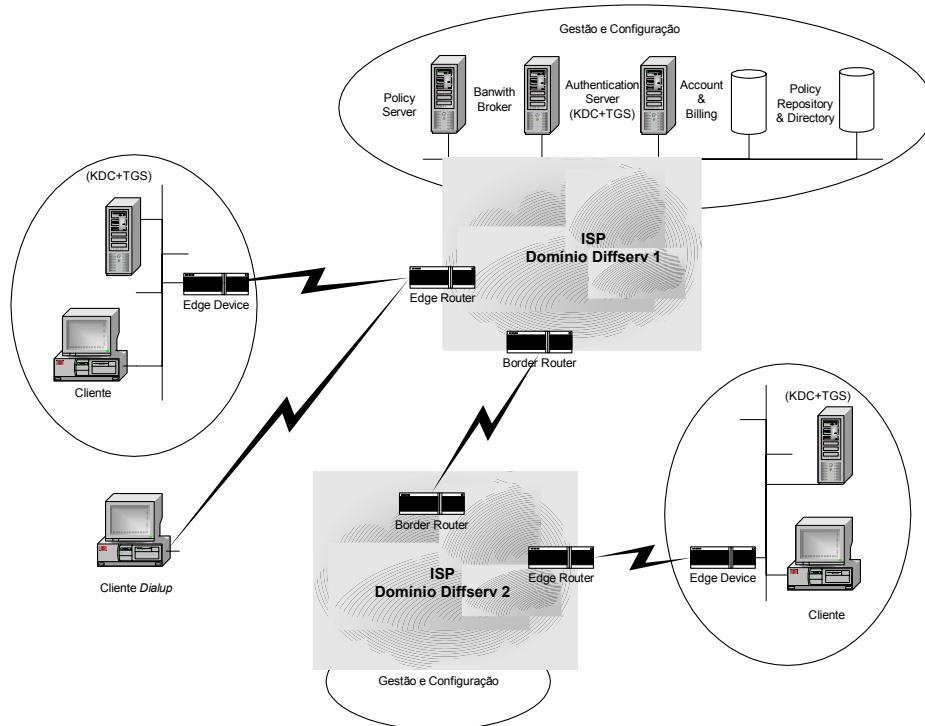 Gestão e Configuração
Policy
Server
Banwith
Broker
Authentication
Server
(KDC+TGS)
Account
&
Billing
Policy
Repository
& Directory
(KDC+TGS)
Edge Device
Cliente
ISP
Domínio Diffserv 1
Edge Router
Border Router
(KDC+TGS)
Cliente Dialup
Border Router
ISP
Domínio Diffserv 2
Edge Router
Edge Device
Cliente
Gestão e Configuração